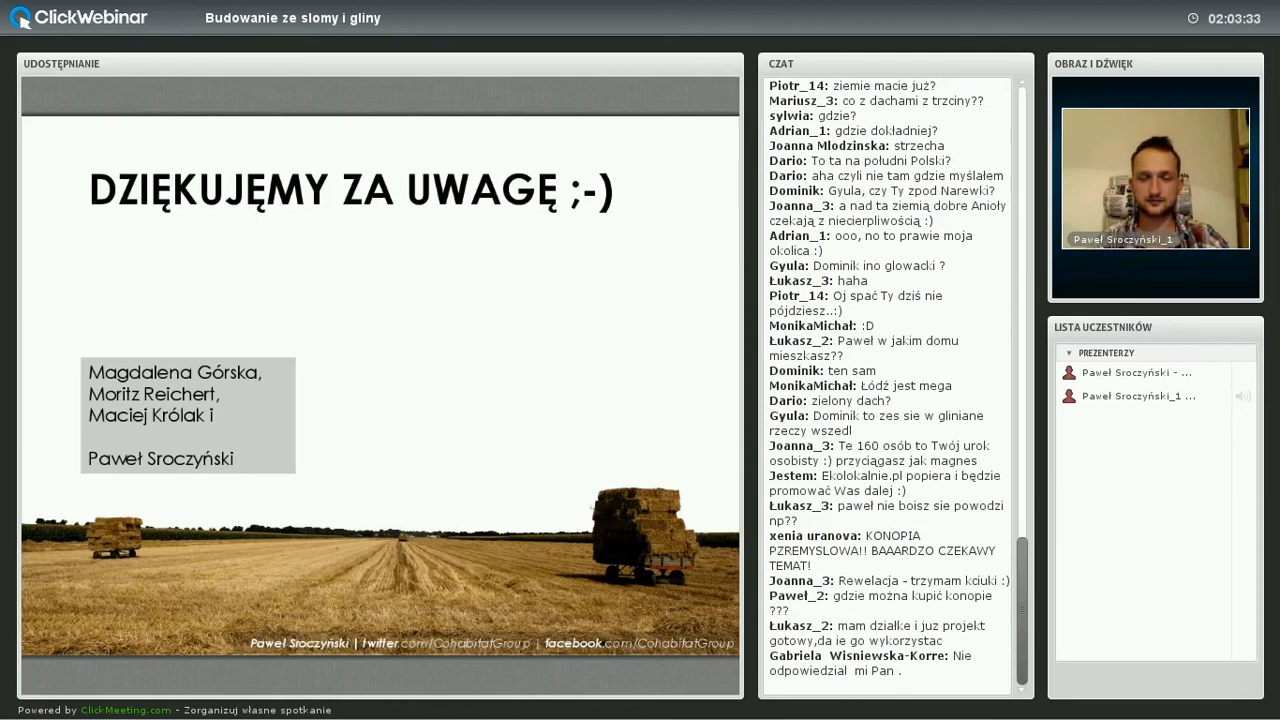 ClickWebinar
Budowanie ze slomy i gliny
02:03:33
UDOSTĘPNIANIE
DZIĘKUJĘMY ZA UWAGĘ ;-)
Magdalena Górska,
Moritz Reichert,
Maciej Królak i
Paweł Sroczyński
Paweł Sroczyński | twitter.com/CohabitatGroup | facebook.com/CohabitatGroup
CZAT
Piotr_14: ziemie macie już?
Mariusz_3: co z dachami z trzciny??
sylwia: gdzie?
Adrian_1: gdzie dokładniej?
Joanna Mlodzinska: strzecha
Dario: To ta na południ Polski?
Dario: aha czyli nie tam gdzie myślałem
Dominik: Gyula, czy Ty zpod Narewki?
Joanna_3: a nad ta ziemią dobre Anioły
czekają z niecierpliwością :)
Adrian_1: ooo, no to prawie moja
okolica :)
Gyula: Dominik ino glowacki ?
Łukasz_3: haha
Piotr_14: Oj spać Ty dziś nie
pójdziesz..:)
MonikaMichał: :D
Łukasz_2: Paweł w jakim domu
mieszkasz??
Dominik: ten sam
MonikaMichał: Łódź jest mega
Dario: zielony dach?
Gyula: Dominik to zes sie w gliniane
rzeczy wszedl
Joanna_3: Te 160 osób to Twój urok
osobisty :) przyciągasz jak magnes
Jestem: Ekolokalnie.pl popiera i będzie
promować Was dalej :)
Łukasz_3: paweł nie boisz sie powodzi
np??
xenia uranova: KONOPIA
PZREMYSLOWA!! BAAARDZO CZEKAWY
TEMAT!
Joanna_3: Rewelacja - trzymam kciuki :)
Paweł_2: gdzie można kupić konopie
???
Łukasz_2: mam działke i juz projekt
gotowy,da ie go wykorzystac
Gabriela Wisniewska-Korre: Nie
odpowiedzial mi Pan .
OBRAZ I DŹWIĘK
Paweł Sroczyński_1
LISTA UCZESTNIKÓW
PREZENTERZY
Paweł Sroczyński - ...
Paweł Sroczyński_1 ...
Powered by ClickMeeting.com - Zorganizuj własne spotkanie